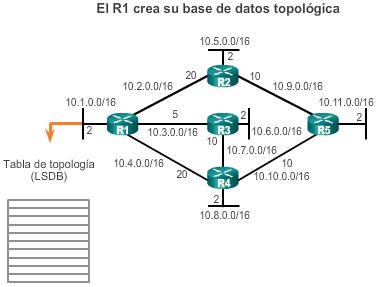 El R1 crea su base de datos topológica
10.5.0.0/16
2
R2
10.2.0.0/16
20
10
10.9.0.0/16
10.1.0.0/16
2
R1
5
10.3.0.0/16
R3
2
10.6.0.0/16
R5
10.11.0.0/16
2
10
10.7.0.0/16
10.4.0.0/16
20
R4
10
10.10.0.0/16
2
10.8.0.0/16
Tabla de topología
(LSDB)